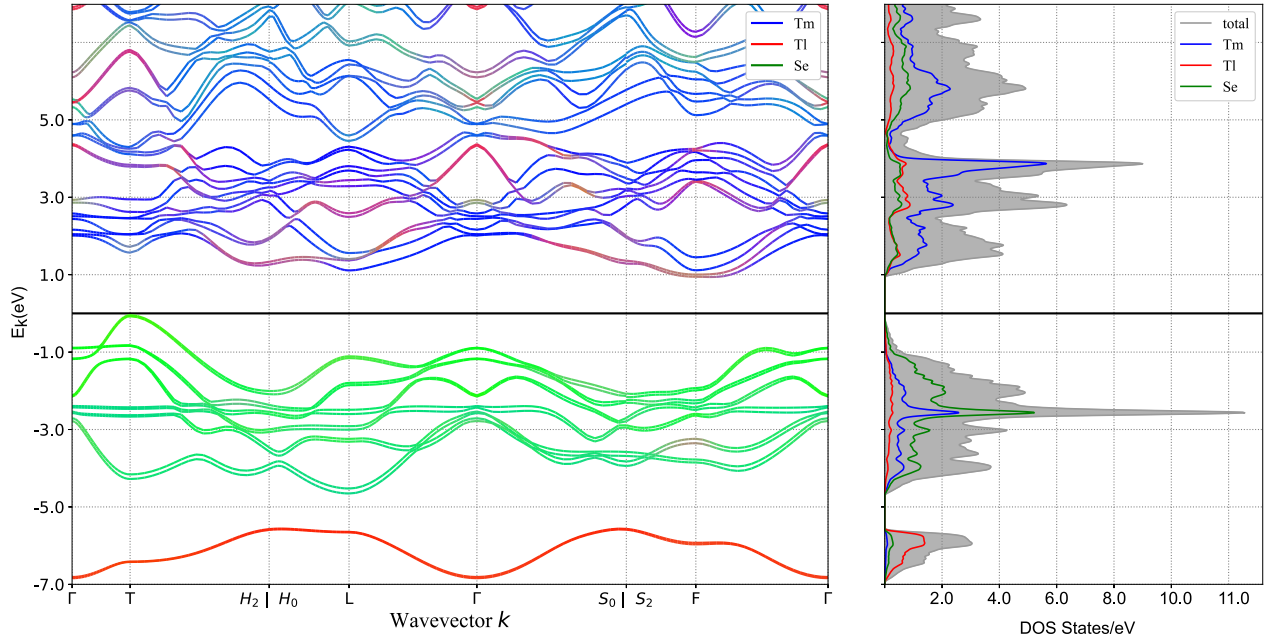 Tm
Tl
Se
5.0
3.0
1.0
-1.0
-3.0
-5.0
-7.0
E_k(eV)
Γ T H_2 | H_0 L Γ S_0 | S_2 F Γ
Wavevector k
total
Tm
Tl
Se
2.0 4.0 6.0 8.0 10.0 11.0
DOS States/eV